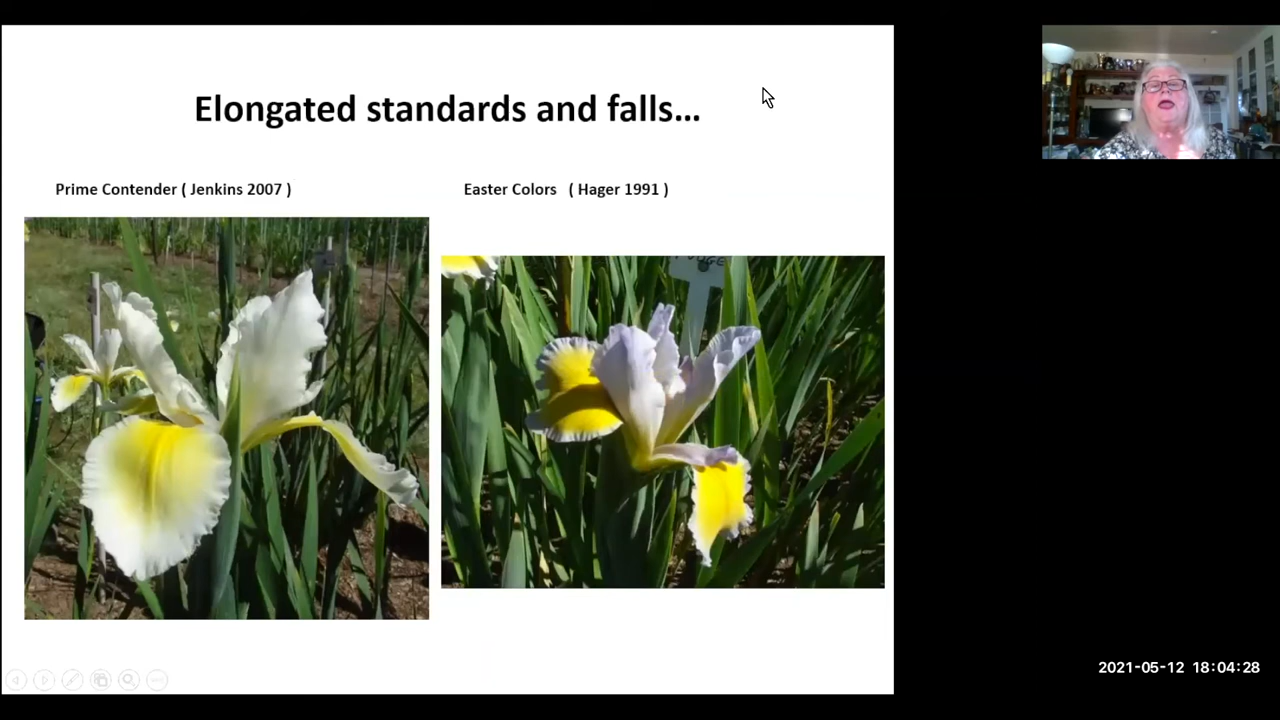 Elongated standards and falls...
Prime Contender ( Jenkins 2007 )
Easter Colors ( Hager 1991 )
2021-05-12 18:04:28